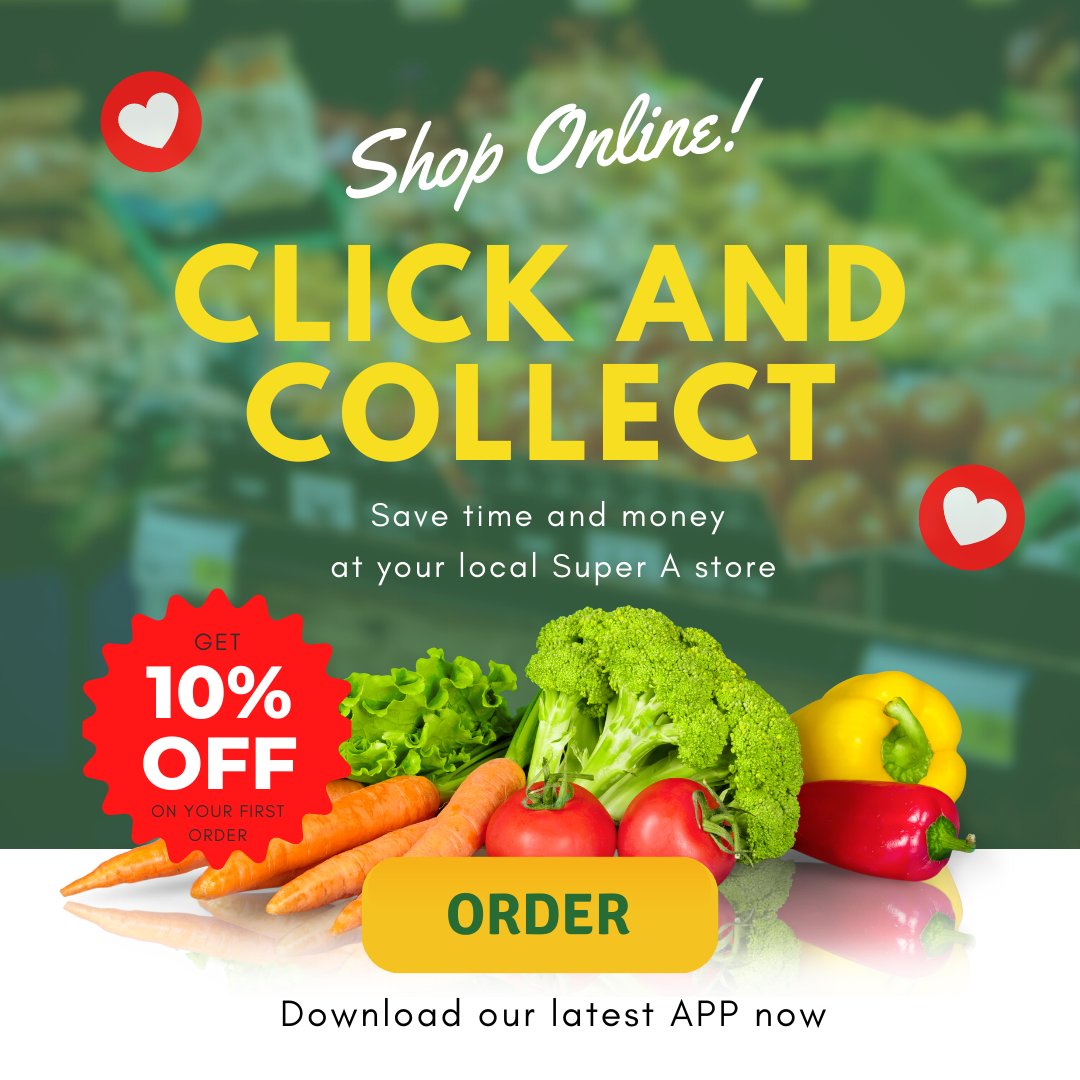 Shop Online!
CLICK AND
COLLECT
Save time and money
at your local Super A store
GET
10%
OFF
ON YOUR FIRST
ORDER
ORDER
Download our latest APP now